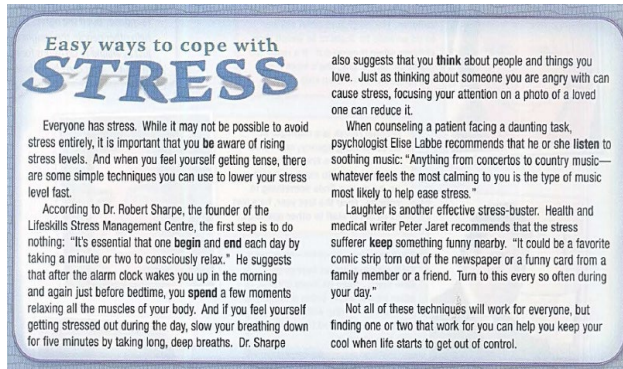 Easy ways to cope with
STRESS
Everyone has stress. While it may not be possible to avoid
stress entirely, it is important that you be aware of rising
stress levels. And when you feel yourself getting tense, there
are some simple techniques you can use to lower your stress
level fast.
According to Dr. Robert Sharpe, the founder of the
Lifeskills Stress Management Centre, the first step is to do
nothing: "It's essential that one begin and end each day by
taking a minute or two to consciously relax." He suggests
that after the alarm clock wakes you up in the morning
and again just before bedtime, you spend a few moments
relaxing all the muscles of your body. And if you feel yourself
getting stressed out during the day, slow your breathing down
for five minutes by taking long, deep breaths. Dr. Sharpe
also suggests that you think about people and things you
love. Just as thinking about someone you are angry with can
cause stress, focusing your attention on a photo of a loved
one can reduce it.
When counseling a patient facing a daunting task,
psychologist Elise Labbe recommends that he or she listen to
soothing music: "Anything from concertos to country music—
whatever feels the most calming to you is the type of music
most likely to help ease stress."
Laughter is another effective stress-buster. Health and
medical writer Peter Jaret recommends that the stress
sufferer keep something funny nearby. "It could be a favorite
comic strip torn out of the newspaper or a funny card from a
family member or a friend. Turn to this every so often during
your day."
Not all of these techniques will work for everyone, but
finding one or two that work for you can help you keep your
cool when life starts to get out of control.